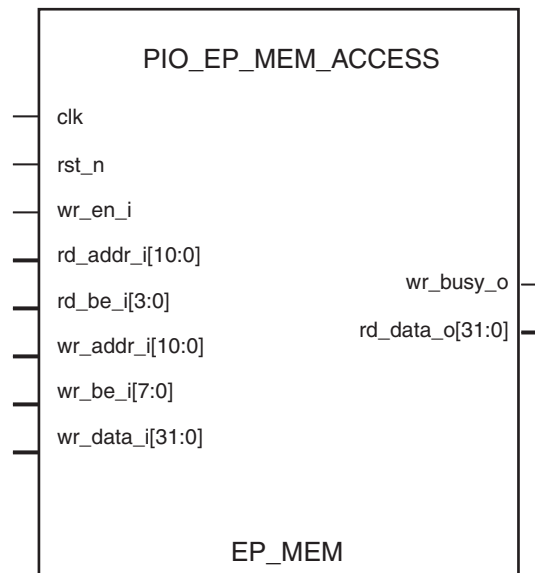 PIO_EP_MEM_ACCESS
clk
rst_n
wr_en_i
rd_addr_i[10:0]
rd_be_i[3:0]
wr_addr_i[10:0]
wr_be_i[7:0]
wr_data_i[31:0]
wr_busy_o
rd_data_o[31:0]
EP_MEM